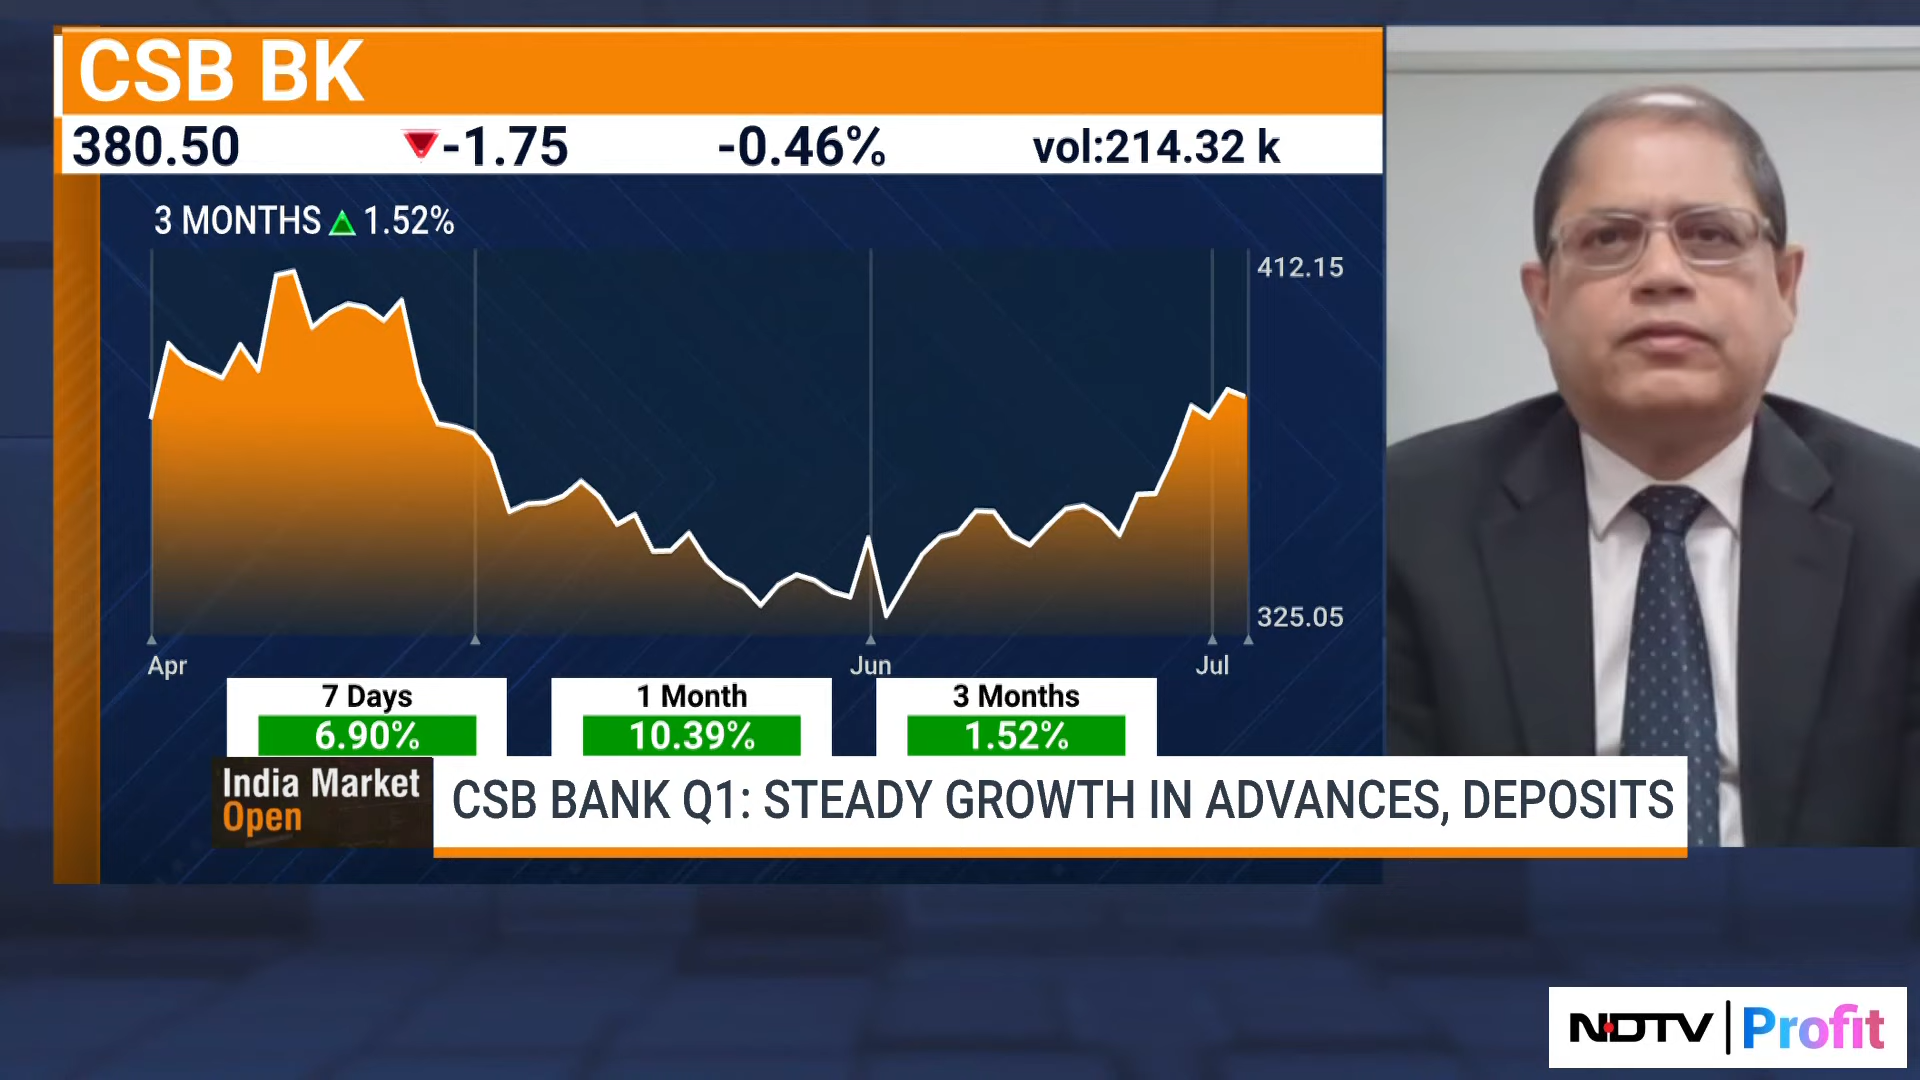 CSB BK
380.50 ▼-1.75 -0.46% vol:214.32 k
3 MONTHS ▲ 1.52%
412.15
325.05
Apr Jun Jul
7 Days 1 Month 3 Months
6.90% 10.39% 1.52%
India Market
Open
CSB BANK Q1: STEADY GROWTH IN ADVANCES, DEPOSITS
NDTV | Profit